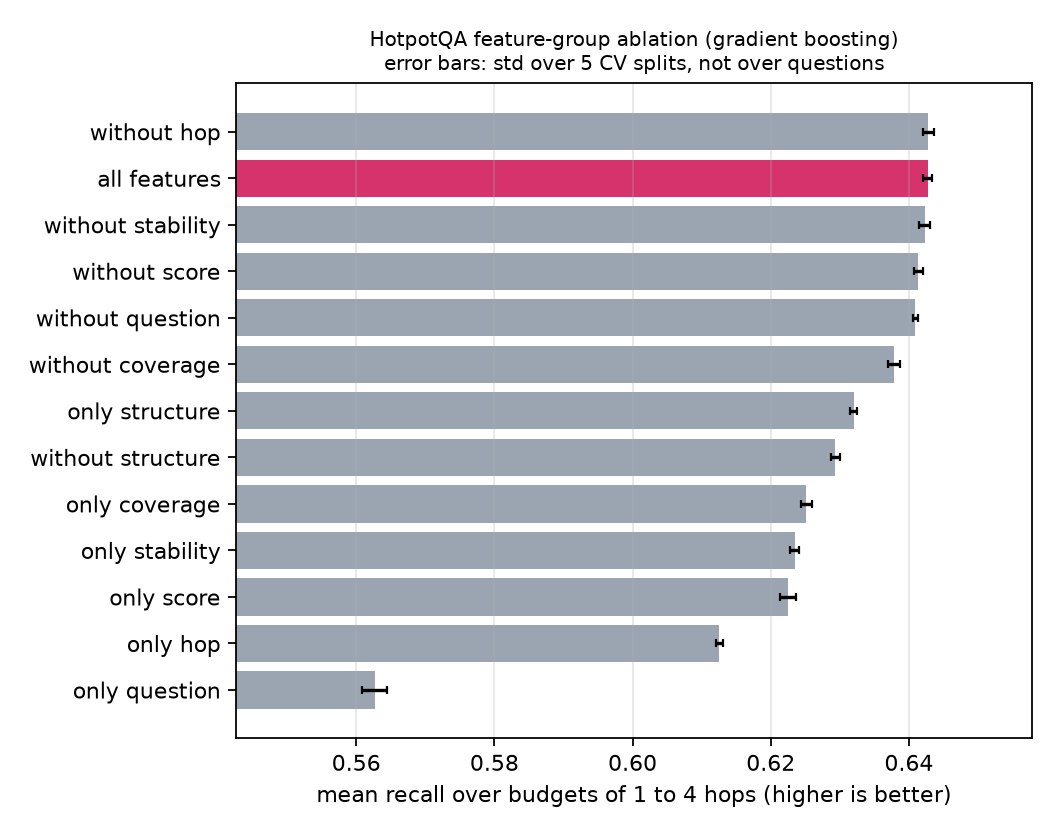 HotpotQA feature-group ablation (gradient boosting)
error bars: std over 5 CV splits, not over questions
without hop
all features
without stability
without score
without question
without coverage
only structure
without structure
only coverage
only stability
only score
only hop
only question
0.56 0.58 0.60 0.62 0.64
mean recall over budgets of 1 to 4 hops (higher is better)